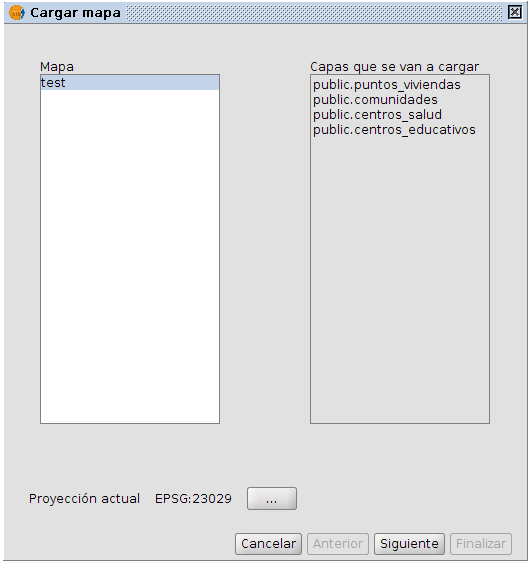 Cargar mapa
Mapa
test
Capas que se van a cargar
public.puntos_viviendas
public.comunidades
public.centros_salud
public.centros_educativos
Proyección actual EPSG:23029 ...
Cancelar Anterior Siguiente Finalizar